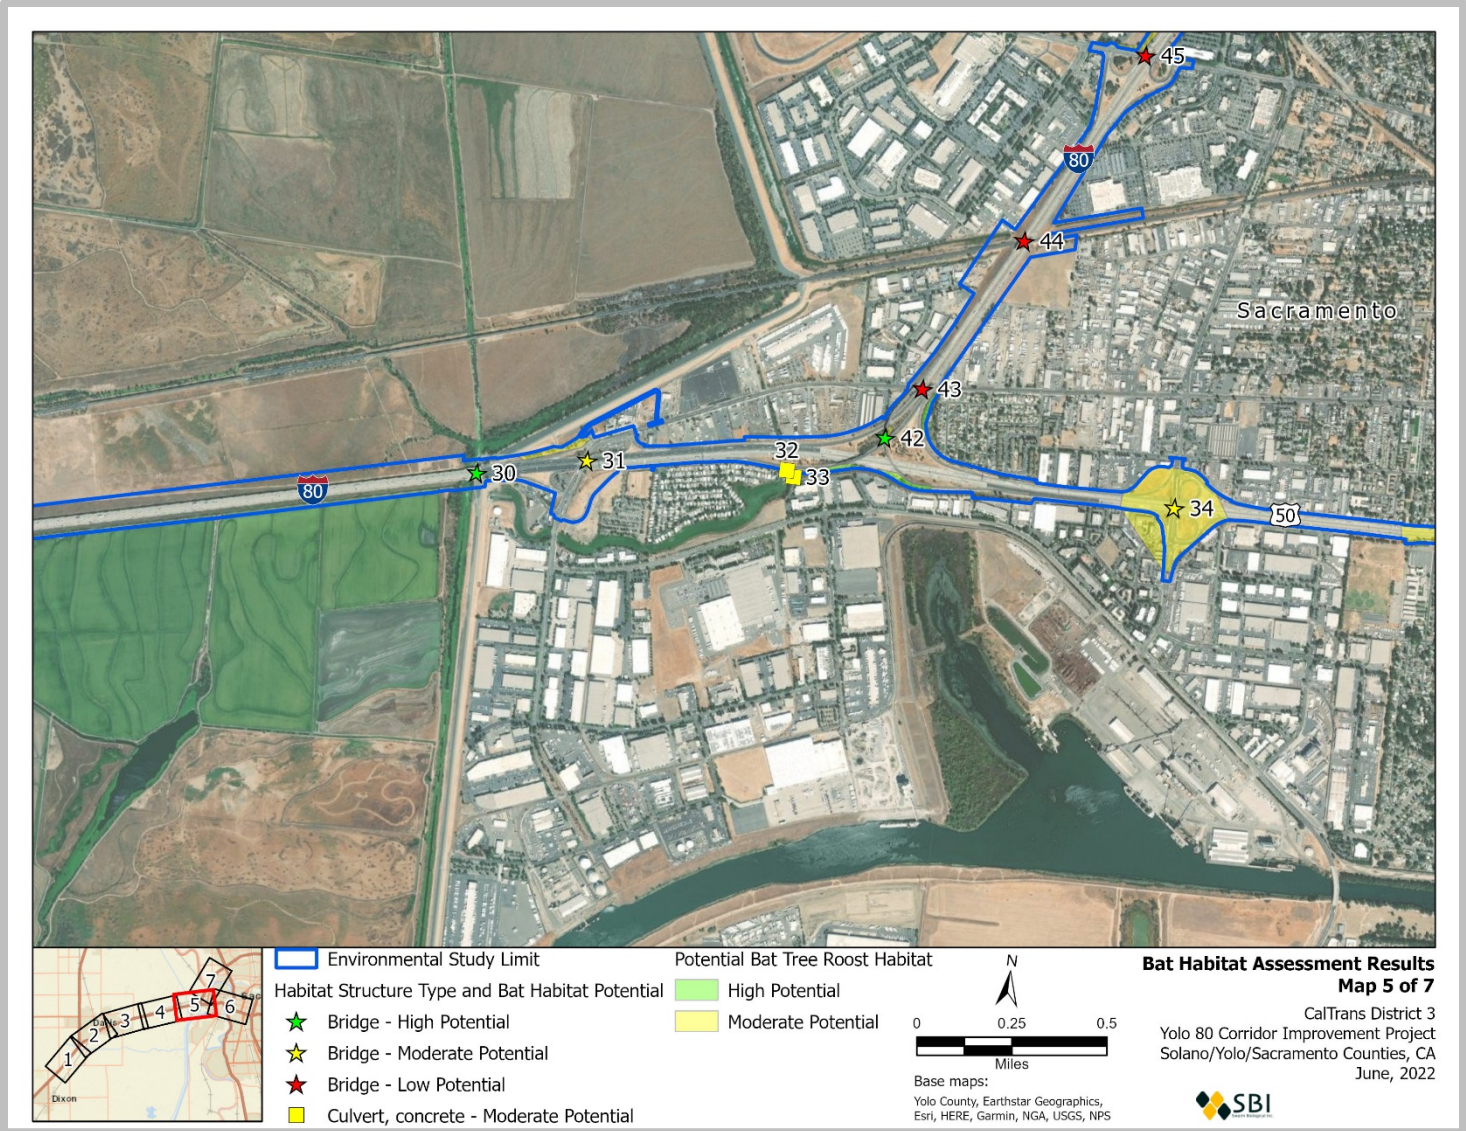 45
80
44
Sacramento
43
42
32
31
30
33
80
34
50
Environmental Study Limit
Habitat Structure Type and Bat Habitat Potential
Bridge - High Potential
Bridge - Moderate Potential
Bridge - Low Potential
Culvert, concrete - Moderate Potential
Potential Bat Tree Roost Habitat
High Potential
Moderate Potential
N
0 0.25 0.5
Miles
Base maps:
Yolo County, Earthstar Geographics,
Esri, HERE, Garmin, NGA, USGS, NPS
Bat Habitat Assessment Results
Map 5 of 7
CalTrans District 3
Yolo 80 Corridor Improvement Project
Solano/Yolo/Sacramento Counties, CA
June, 2022
SBI
7
5
6
4
3
2
1
Dixon